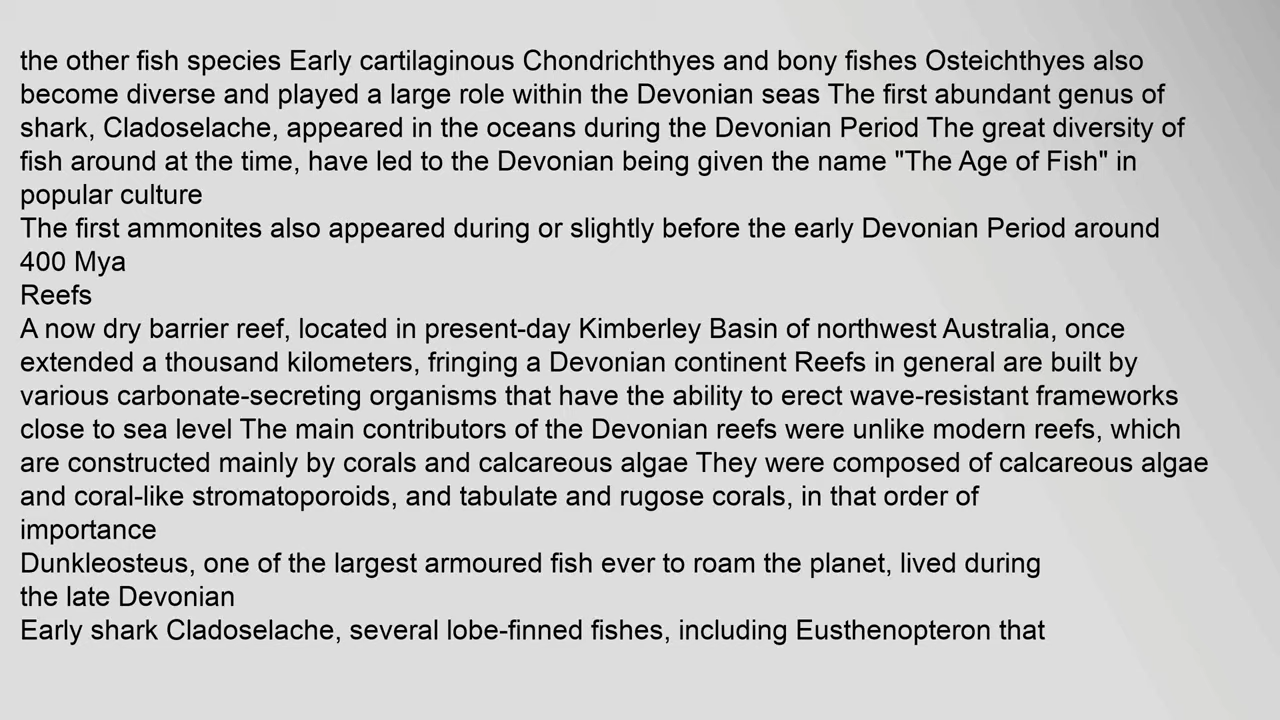 the other fish species Early cartilaginous Chondrichthyes and bony fishes Osteichthyes also
become diverse and played a large role within the Devonian seas The first abundant genus of
shark, Cladoselache, appeared in the oceans during the Devonian Period The great diversity of
fish around at the time, have led to the Devonian being given the name "The Age of Fish" in
popular culture
The first ammonites also appeared during or slightly before the early Devonian Period around
400 Mya
Reefs
A now dry barrier reef, located in present-day Kimberley Basin of northwest Australia, once
extended a thousand kilometers, fringing a Devonian continent Reefs in general are built by
various carbonate-secreting organisms that have the ability to erect wave-resistant frameworks
close to sea level The main contributors of the Devonian reefs were unlike modern reefs, which
are constructed mainly by corals and calcareous algae They were composed of calcareous algae
and coral-like stromatoporoids, and tabulate and rugose corals, in that order of
importance
Dunkleosteus, one of the largest armoured fish ever to roam the planet, lived during
the late Devonian
Early shark Cladoselache, several lobe-finned fishes, including Eusthenopteron that